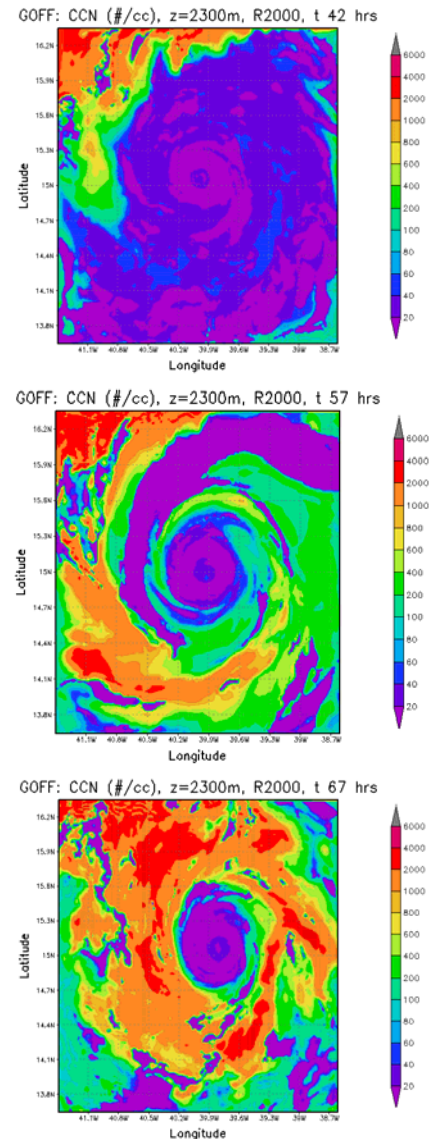 GOFF: CCN (#/cc), z=2300m, R2000, t 42 hrs
16.2N
15.9N
15.6N
15.3N
15N
14.7N
14.4N
14.1N
13.8N
Latitude
41.1W 40.8W 40.5W 40.2W 39.9W 39.6W 39.3W 39W 38.7W
Longitude
6000
4000
2000
1000
800
600
400
200
100
80
60
40
20
GOFF: CCN (#/cc), z=2300m, R2000, t 57 hrs
16.2N
15.9N
15.6N
15.3N
15N
14.7N
14.4N
14.1N
13.8N
Latitude
41.1W 40.8W 40.5W 40.2W 39.9W 39.6W 39.3W 39W 38.7W
Longitude
6000
4000
2000
1000
800
600
400
200
100
80
60
40
20
GOFF: CCN (#/cc), z=2300m, R2000, t 67 hrs
16.2N
15.9N
15.6N
15.3N
15N
14.7N
14.4N
14.1N
13.8N
Latitude
41.1W 40.8W 40.5W 40.2W 39.9W 39.6W 39.3W 39W 38.7W
Longitude
6000
4000
2000
1000
800
600
400
200
100
80
60
40
20